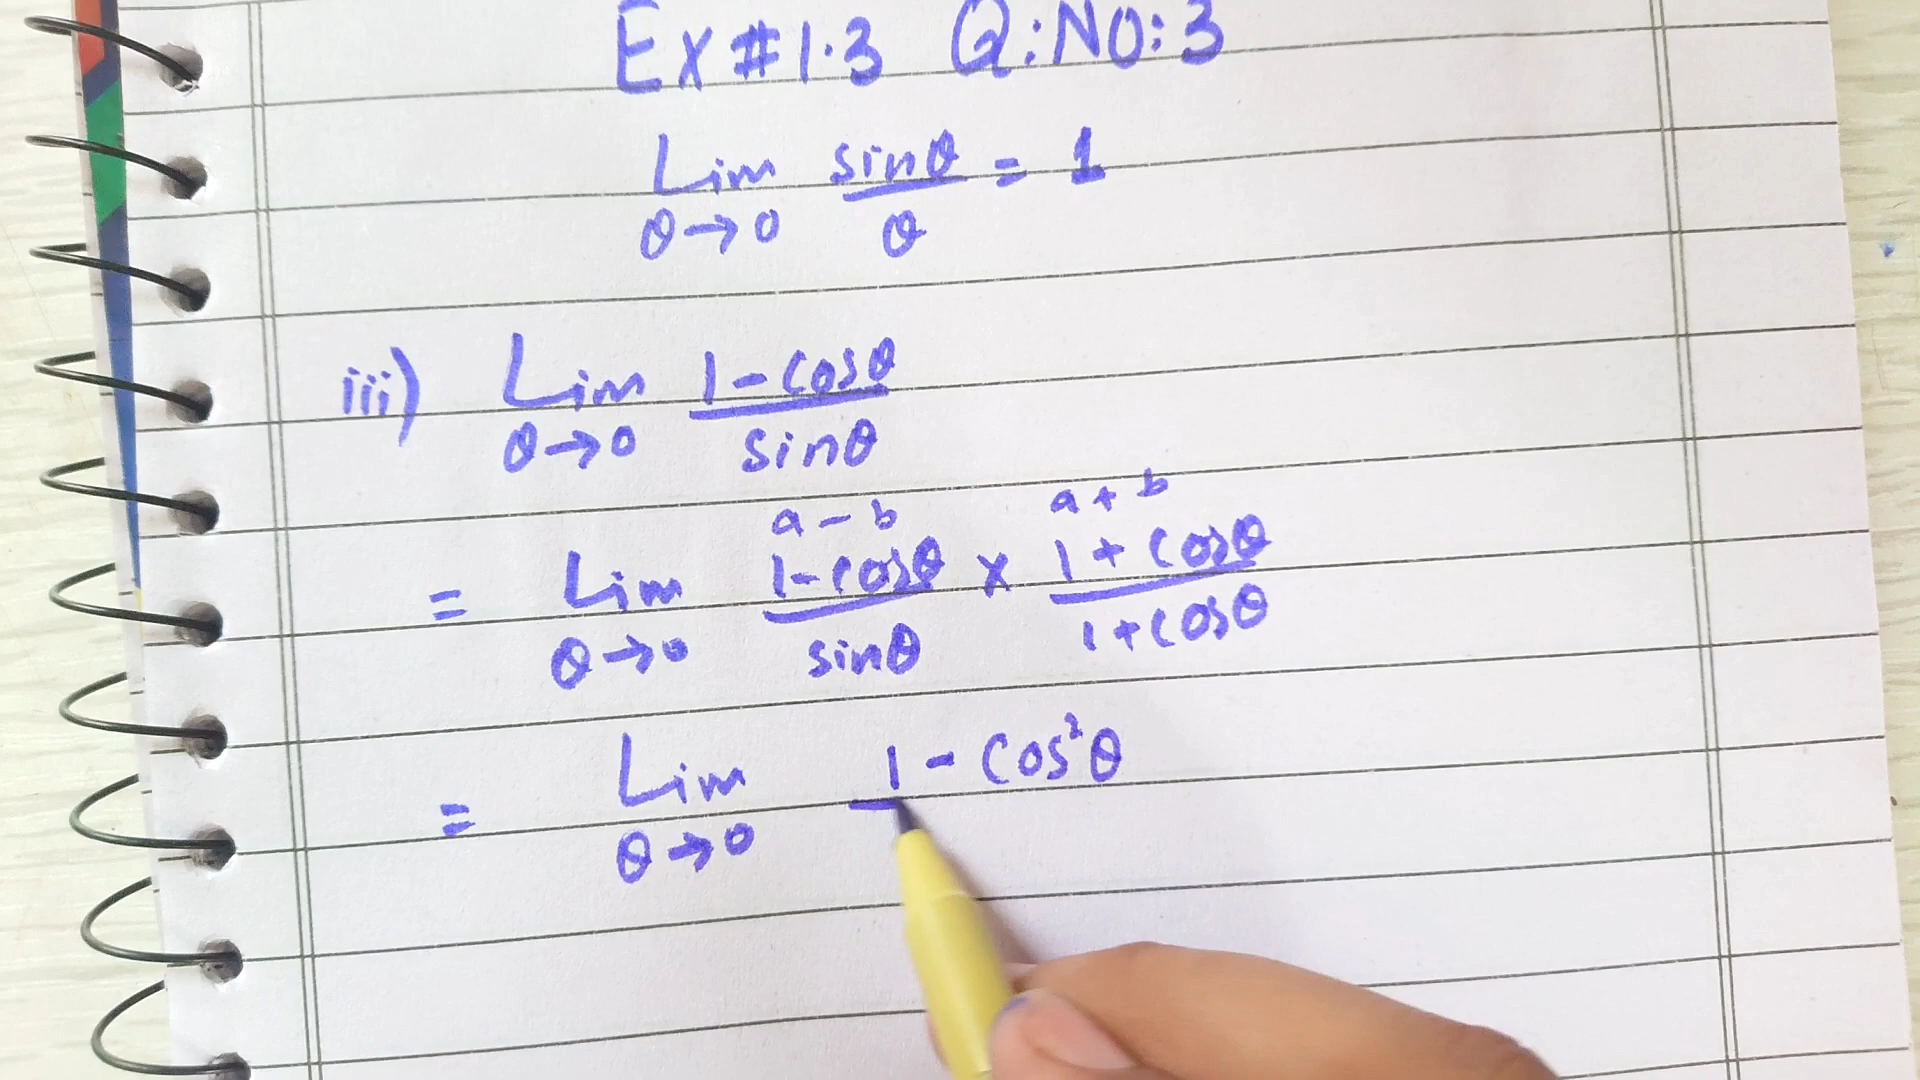 Ex#1.3 Q:NO:3
Lim sinθ/θ = 1
θ→0
iii) Lim 1-cosθ/sinθ
θ→0
a - b a + b
= Lim 1-cosθ/sinθ × 1+cosθ/1+cosθ
θ→0
= Lim 1 - cos²θ
θ→0